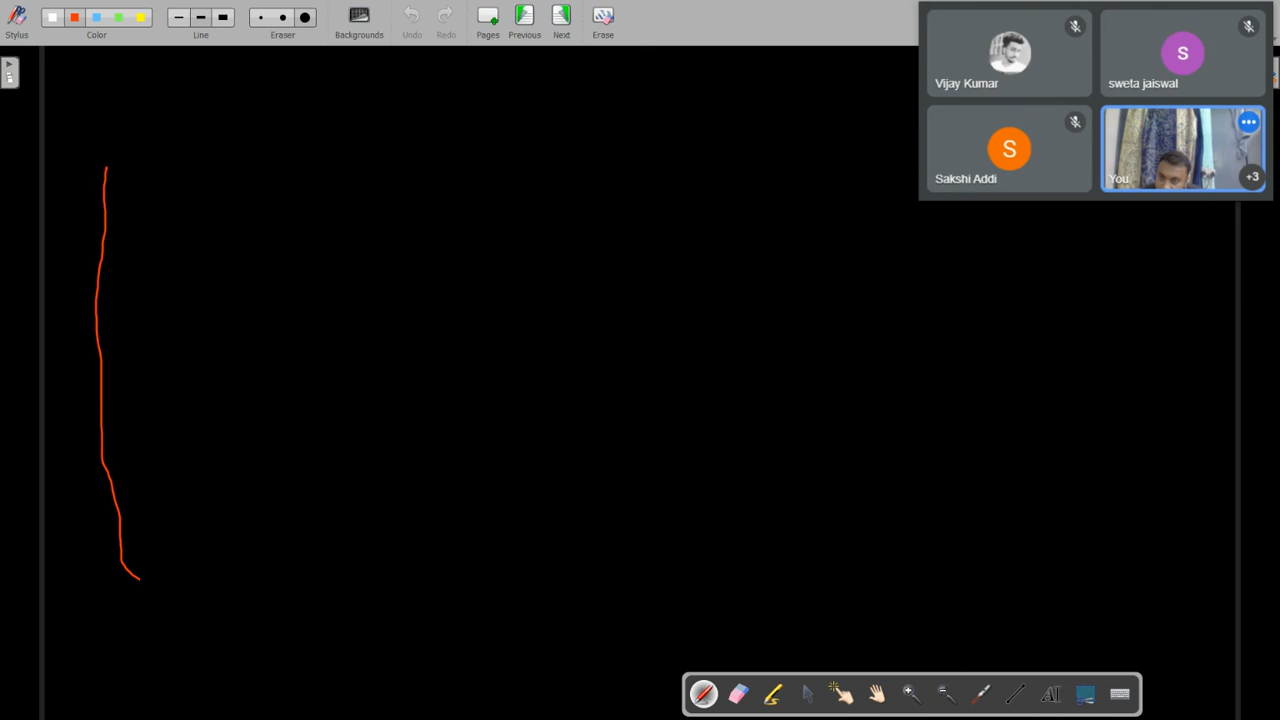 Stylus
Color
Line
Eraser
Backgrounds
Undo
Redo
Pages
Previous
Next
Erase
Vijay Kumar
S
sweta jaiswal
S
Sakshi Addi
You
+3
AI